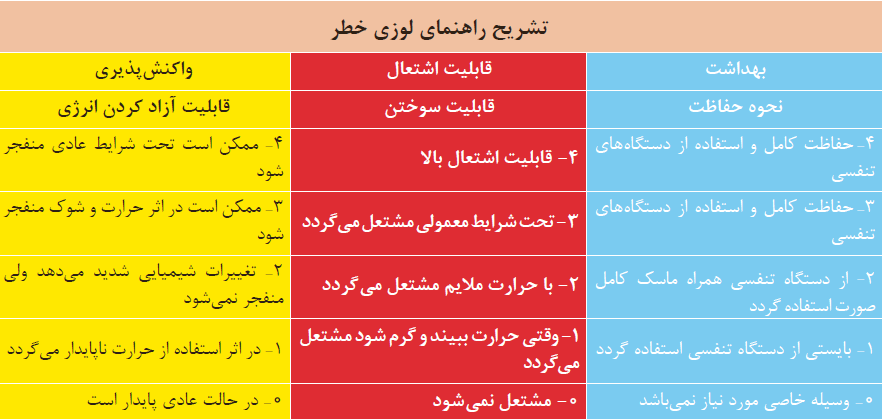 تشریح راهنمای لوزی خطر
بهداشت
قابلیت اشتعال
واکنش‌پذیری
نحوه حفاظت
قابلیت سوختن
قابلیت آزاد کردن انرژی
۴- حفاظت کامل و استفاده از دستگاه‌های
تنفسی
۴- قابلیت اشتعال بالا
۴- ممکن است تحت شرایط عادی منفجر
شود
۳- حفاظت کامل و استفاده از دستگاه‌های
تنفسی
۳- تحت شرایط معمولی مشتعل می‌گردد
۳- ممکن است در اثر حرارت و شوک منفجر
شود
۲- از دستگاه تنفسی همراه ماسک کامل
صورت استفاده گردد
۲- با حرارت ملایم مشتعل می‌گردد
۲- تغییرات شیمیایی شدید می‌دهد ولی
منفجر نمی‌شود
۱- بایستی از دستگاه تنفسی استفاده گردد
۱- وقتی حرارت ببیند و گرم شود مشتعل
می‌گردد
۱- در اثر استفاده از حرارت ناپایدار می‌گردد
۰- وسیله خاصی مورد نیاز نمی‌باشد
۰- مشتعل نمی‌شود
۰- در حالت عادی پایدار است